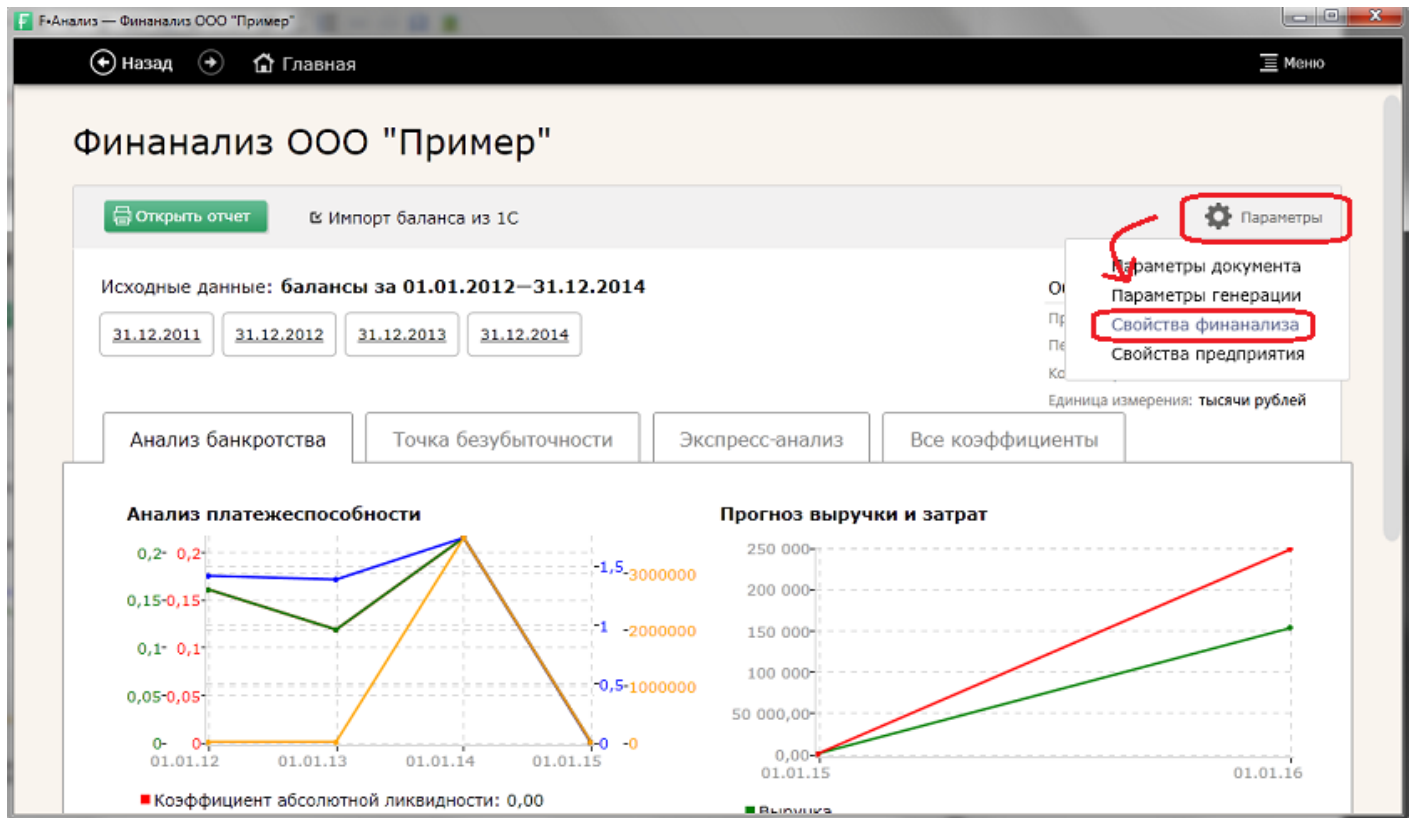 F•Анализ — Финанализ ООО "Пример"
Назад Главная Меню
Финанализ ООО "Пример"
Открыть отчет Импорт баланса из 1С Параметры
Параметры документа
Параметры генерации
Свойства финанализа
Свойства предприятия
Исходные данные: балансы за 01.01.2012—31.12.2014
31.12.2011 31.12.2012 31.12.2013 31.12.2014
Единица измерения: тысячи рублей
Анализ банкротства Точка безубыточности Экспресс-анализ Все коэффициенты
Анализ платежеспособности
0,2 0,2
0,15 0,15
0,1 0,1
0,05 0,05
0 0
1,5 3000000
1 2000000
0,5 1000000
0 0
01.01.12 01.01.13 01.01.14 01.01.15
Коэффициент абсолютной ликвидности: 0,00
Прогноз выручки и затрат
250 000
200 000
150 000
100 000
50 000,00
0,00
01.01.15 01.01.16
Выручка